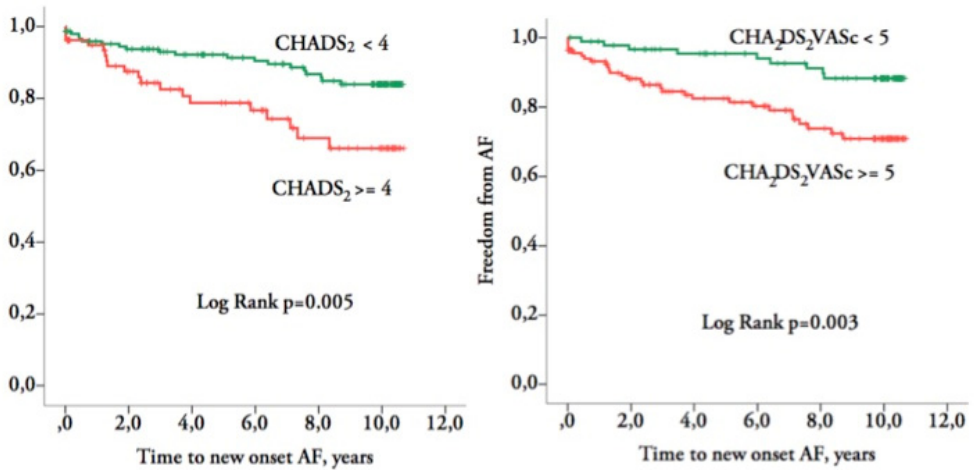 1,0
0,8
0,6
0,4
0,2
0,0
CHADS₂ < 4
CHADS₂ >= 4
Log Rank p=0.005
,0 2,0 4,0 6,0 8,0 10,0 12,0
Time to new onset AF, years
Freedom from AF
1,0
0,8
0,6
0,4
0,2
0,0
CHA₂DS₂VASc < 5
CHA₂DS₂VASc >= 5
Log Rank p=0.003
,0 2,0 4,0 6,0 8,0 10,0 12,0
Time to new onset AF, years